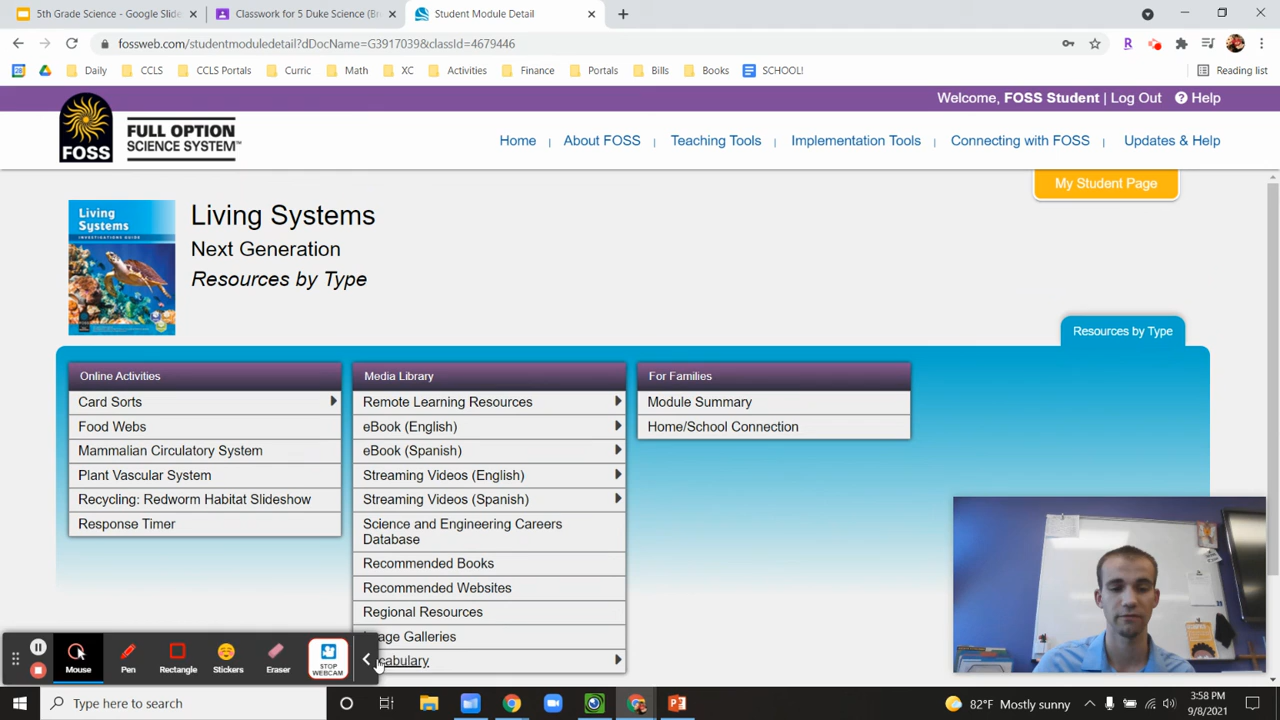 5th Grade Science - Google Slide
Classwork for 5 Duke Science (Br
Student Module Detail
fossweb.com/studentmoduledetail?dDocName=G3917039&classId=4679446
Daily
CCLS
CCLS Portals
Curric
Math
XC
Activities
Finance
Portals
Bills
Books
SCHOOL!
Reading list
Welcome, FOSS Student | Log Out
? Help
FOSS
FULL OPTION
SCIENCE SYSTEM™
Home | About FOSS | Teaching Tools | Implementation Tools | Connecting with FOSS | Updates & Help
My Student Page
Living
Systems
INVESTIGATIONS GUIDE
Living Systems
Next Generation
Resources by Type
Resources by Type
Online Activities
Card Sorts
Food Webs
Mammalian Circulatory System
Plant Vascular System
Recycling: Redworm Habitat Slideshow
Response Timer
Media Library
Remote Learning Resources
eBook (English)
eBook (Spanish)
Streaming Videos (English)
Streaming Videos (Spanish)
Science and Engineering Careers
Database
Recommended Books
Recommended Websites
Regional Resources
age Galleries
cabulary
For Families
Module Summary
Home/School Connection
Mouse
Pen
Rectangle
Stickers
Eraser
STOP
WEBCAM
Type here to search
82°F Mostly sunny
3:58 PM
9/8/2021